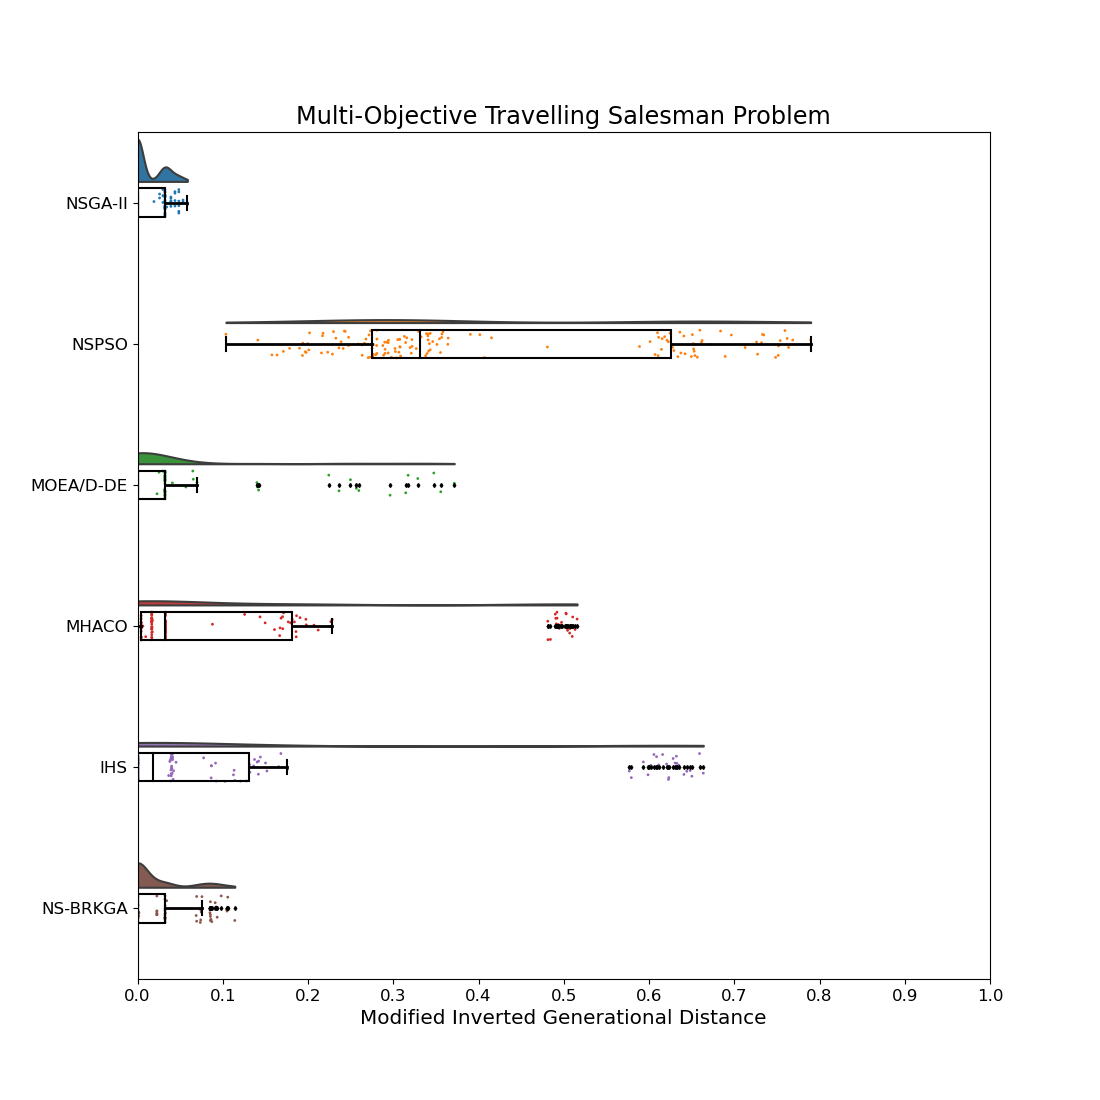 Multi-Objective Travelling Salesman Problem
NSGA-II
NSPSO
MOEA/D-DE
MHACO
IHS
NS-BRKGA
0.0 0.1 0.2 0.3 0.4 0.5 0.6 0.7 0.8 0.9 1.0
Modified Inverted Generational Distance